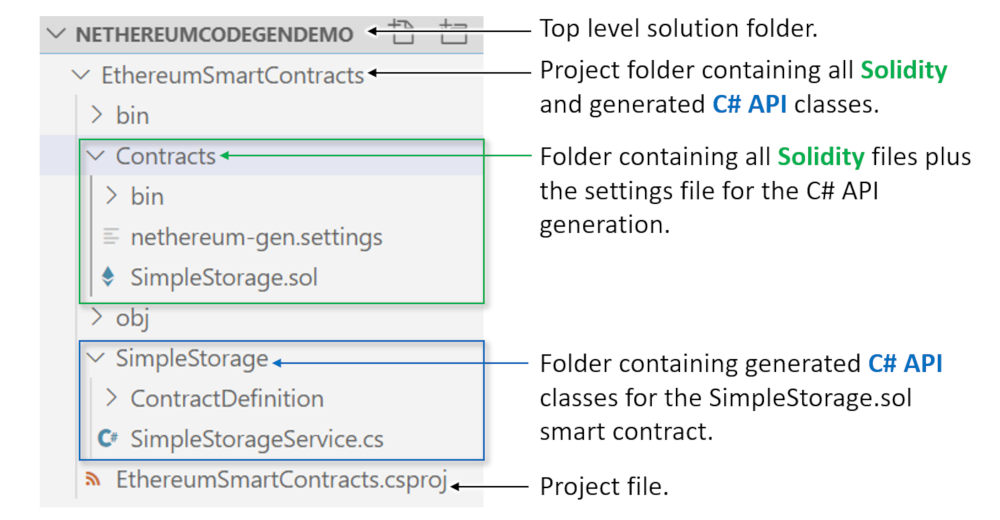 NETHEREUMCODEGENDEMO
Top level solution folder.
EthereumSmartContracts
Project folder containing all Solidity
and generated C# API classes.
bin
Contracts
Folder containing all Solidity files plus
the settings file for the C# API
generation.
bin
nethereum-gen.settings
SimpleStorage.sol
obj
SimpleStorage
Folder containing generated C# API
classes for the SimpleStorage.sol
smart contract.
ContractDefinition
C# SimpleStorageService.cs
EthereumSmartContracts.csproj
Project file.